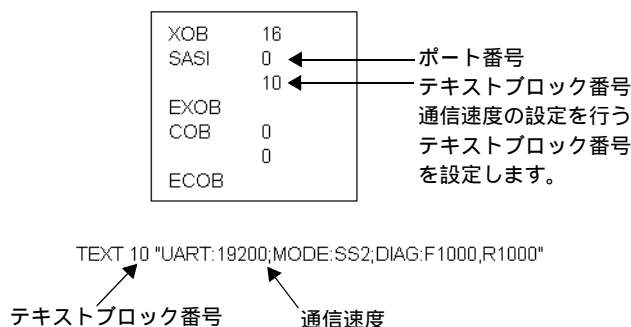 XOB 16
SASI 0
10
EXOB
COB 0
0
ECOB
ポート番号
テキストブロック番号
通信速度の設定を行う
テキストブロック番号
を設定します。
TEXT 10 "UART:19200;MODE:SS2;DIAG:F1000,R1000"
テキストブロック番号
通信速度